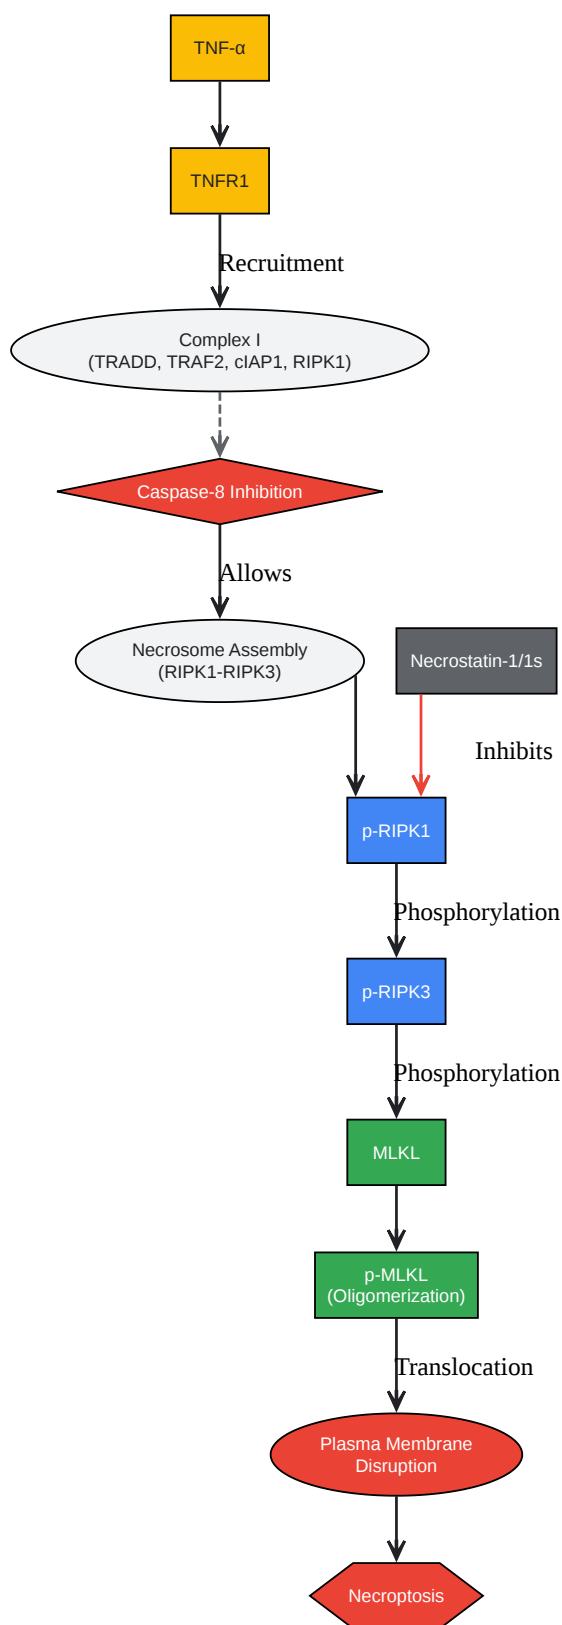 TNF-α
TNFR1
Recruitment
Complex I
(TRADD, TRAF2, cIAP1, RIPK1)
Caspase-8 Inhibition
Allows
Necrosome Assembly
(RIPK1-RIPK3)
Necrostatin-1/1s
Inhibits
p-RIPK1
Phosphorylation
p-RIPK3
Phosphorylation
MLKL
p-MLKL
(Oligomerization)
Translocation
Plasma Membrane
Disruption
Necroptosis